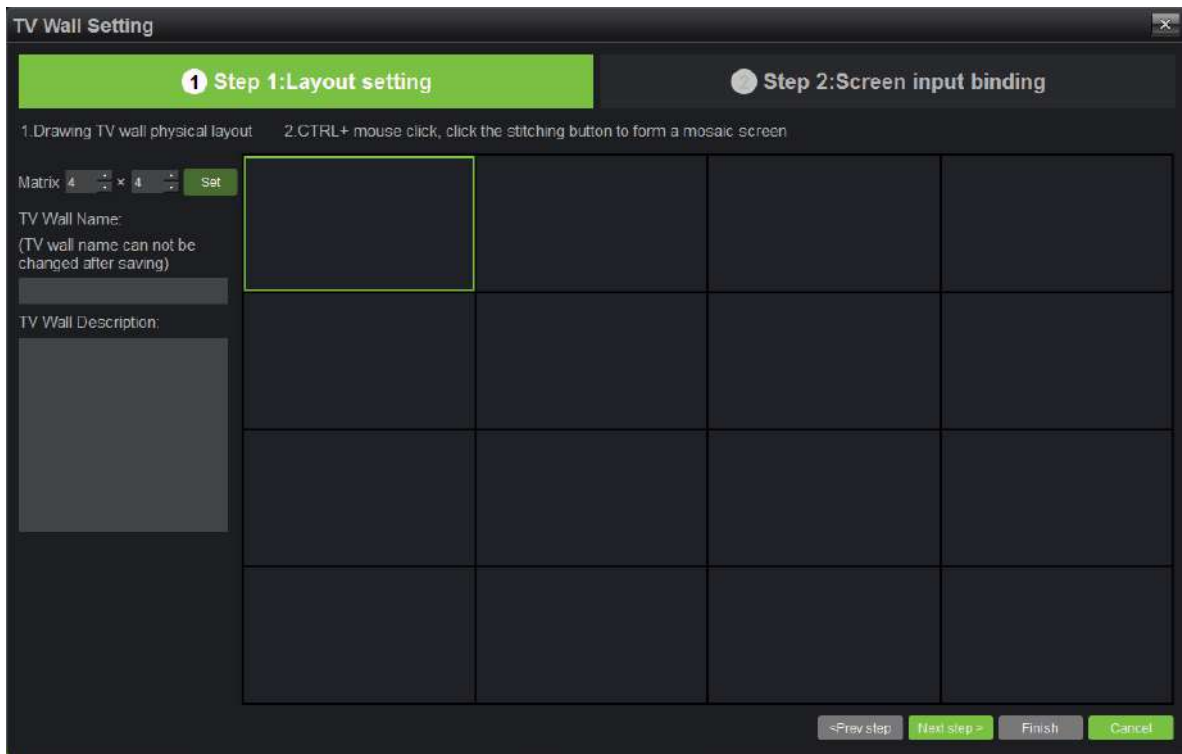 TV Wall Setting
1 Step 1:Layout setting
2 Step 2:Screen input binding
1.Drawing TV wall physical layout 2.CTRL+ mouse click, click the stitching button to form a mosaic screen
Matrix 4 × 4 Set
TV Wall Name:
(TV wall name can not be
changed after saving)
TV Wall Description:
<Prev step Next step > Finish Cancel